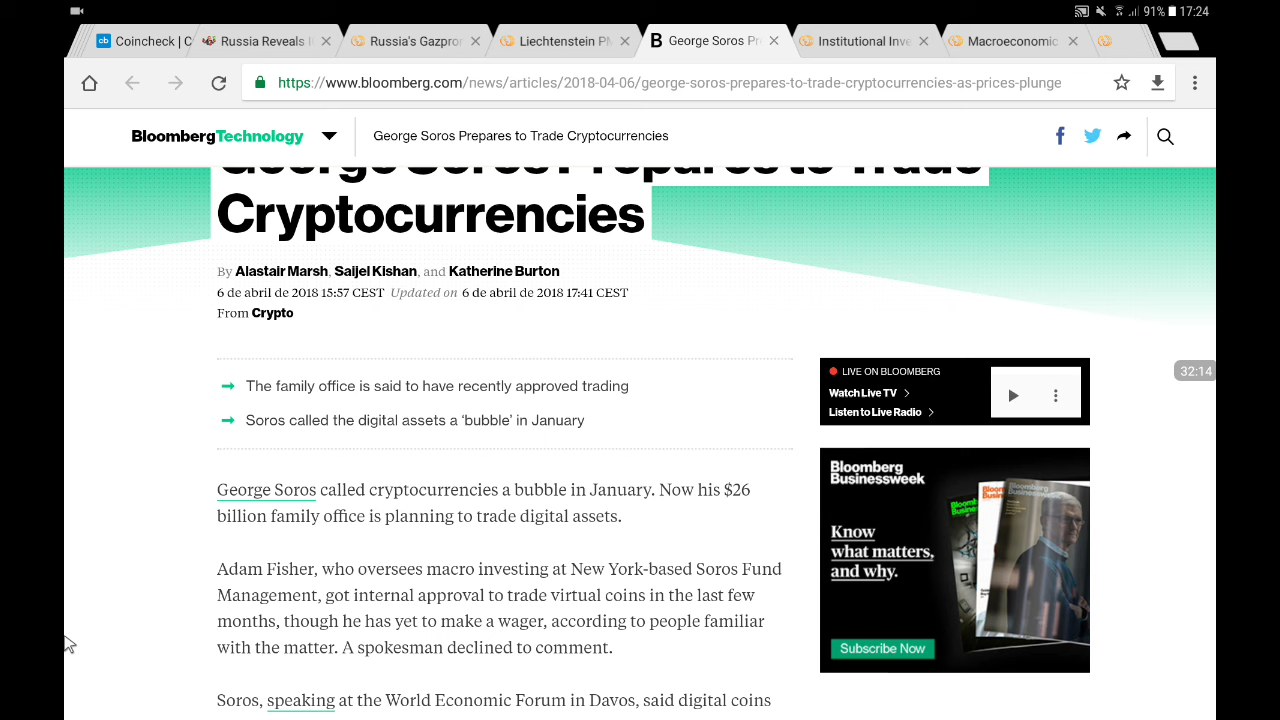 91% 17:24
Coincheck | C
Russia Reveals I
Russia's Gazpro
Liechtenstein P
B George Soros Pr
Institutional Inve
Macroeconomic
https://www.bloomberg.com/news/articles/2018-04-06/george-soros-prepares-to-trade-cryptocurrencies-as-prices-plunge
BloombergTechnology
George Soros Prepares to Trade Cryptocurrencies
George Soros Prepares to Trade
Cryptocurrencies
By Alastair Marsh, Saijel Kishan, and Katherine Burton
6 de abril de 2018 15:57 CEST Updated on 6 de abril de 2018 17:41 CEST
From Crypto
The family office is said to have recently approved trading
Soros called the digital assets a ‘bubble’ in January
George Soros called cryptocurrencies a bubble in January. Now his $26
billion family office is planning to trade digital assets.
Adam Fisher, who oversees macro investing at New York-based Soros Fund
Management, got internal approval to trade virtual coins in the last few
months, though he has yet to make a wager, according to people familiar
with the matter. A spokesman declined to comment.
Soros, speaking at the World Economic Forum in Davos, said digital coins
LIVE ON BLOOMBERG
Watch Live TV
Listen to Live Radio
32:14
Bloomberg
Businessweek
Know
what matters,
and why.
Subscribe Now